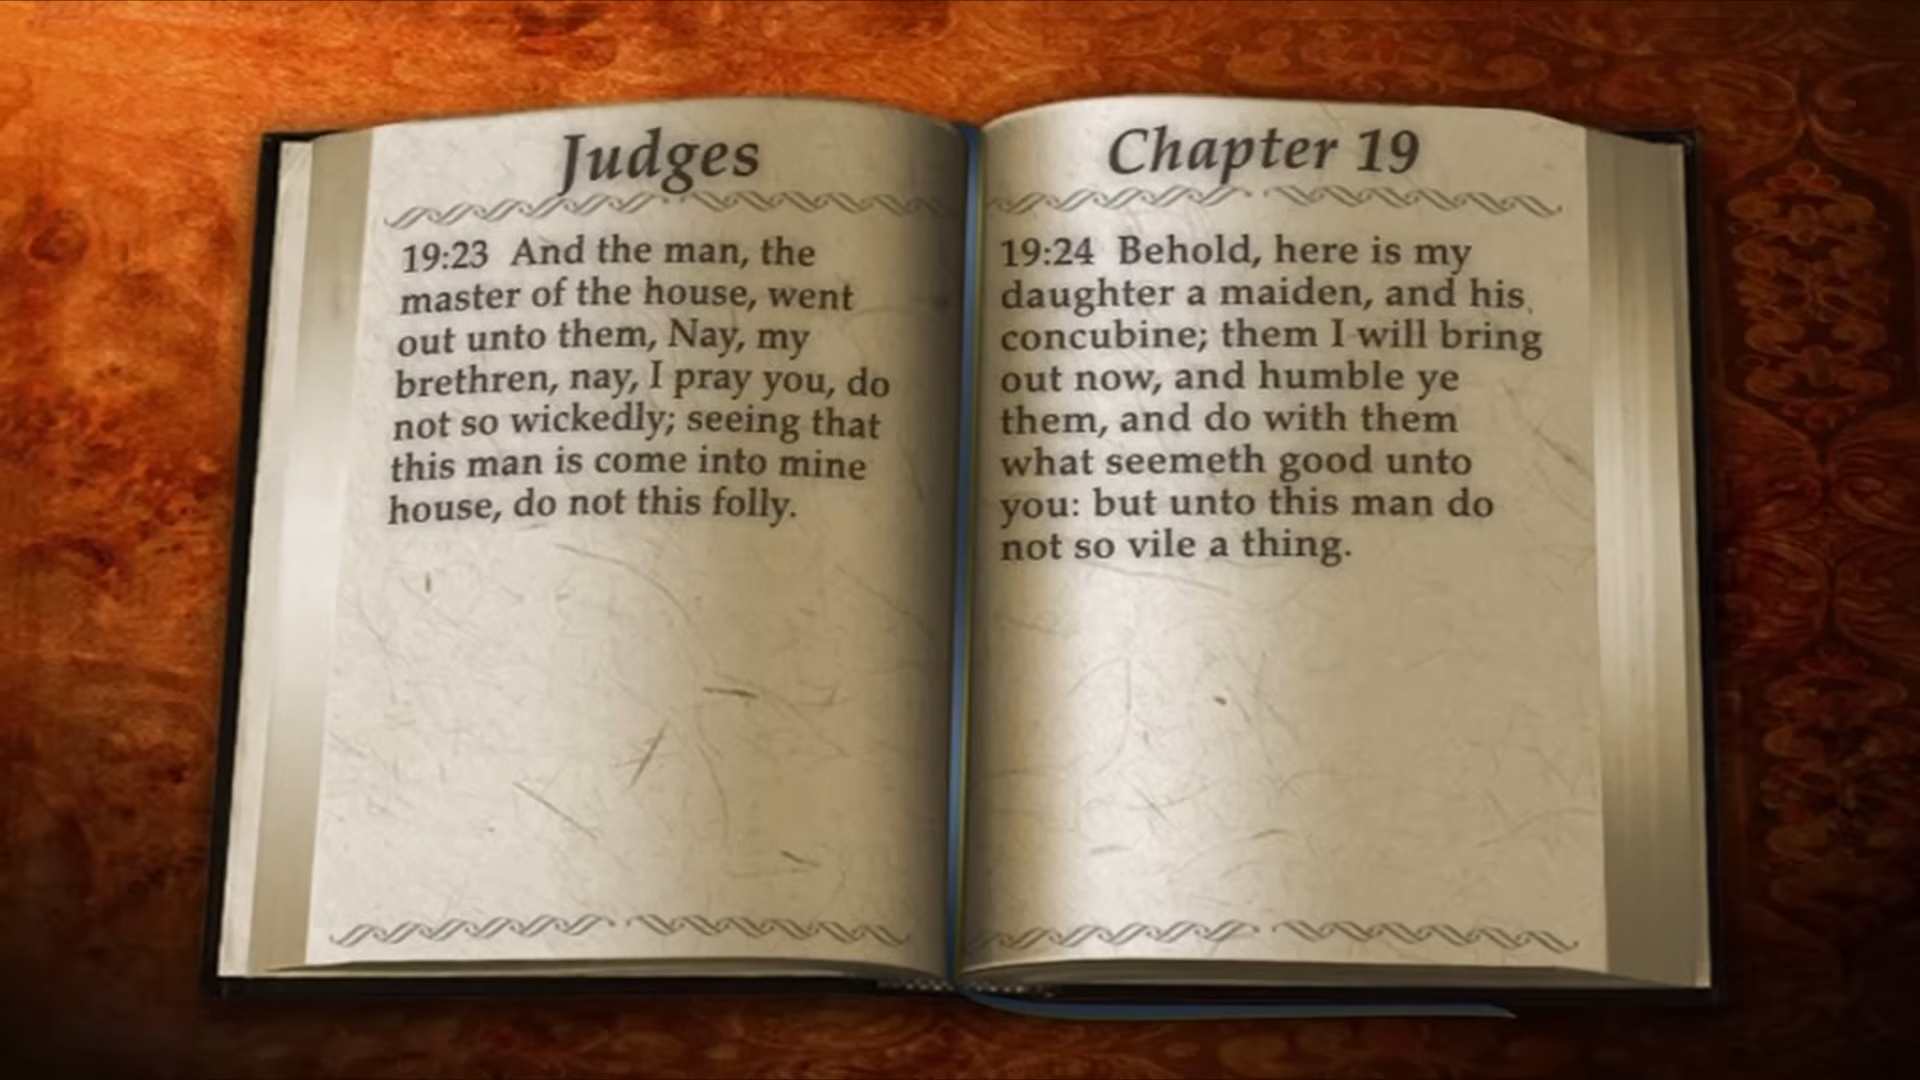 Judges
19:23 And the man, the
master of the house, went
out unto them, Nay, my
brethren, nay, I pray you, do
not so wickedly; seeing that
this man is come into mine
house, do not this folly.
Chapter 19
19:24 Behold, here is my
daughter a maiden, and his
concubine; them I will bring
out now, and humble ye
them, and do with them
what seemeth good unto
you: but unto this man do
not so vile a thing.